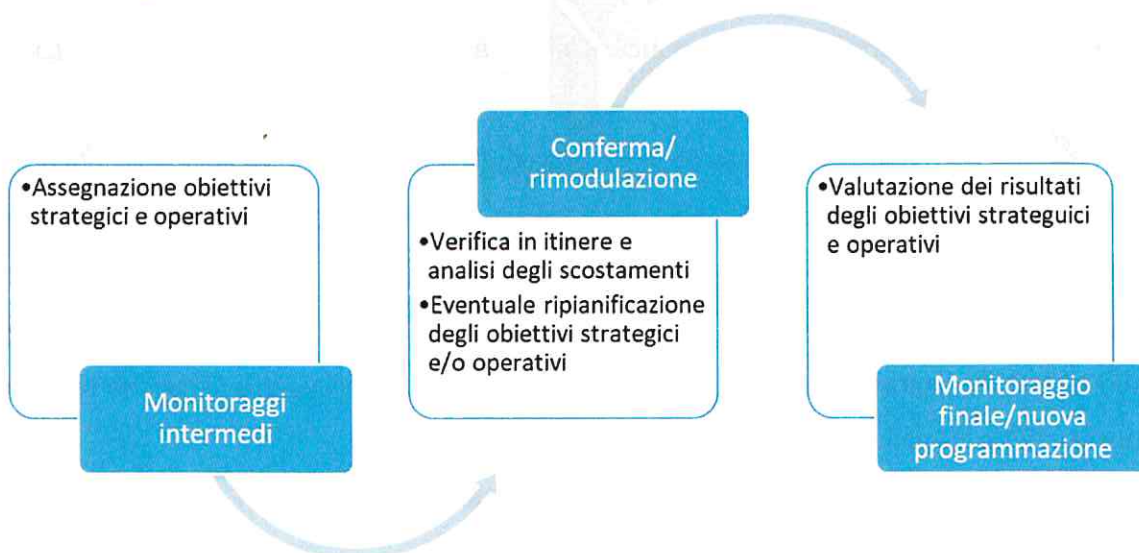 •Assegnazione obiettivi
strategici e operativi
Monitoraggi
intermedi
Conferma/
rimodulazione
•Verifica in itinere e
analisi degli scostamenti
•Eventuale ripianificazione
degli obiettivi strategici
e/o operativi
•Valutazione dei risultati
degli obiettivi strateguici
e operativi
Monitoraggio
finale/nuova
programmazione